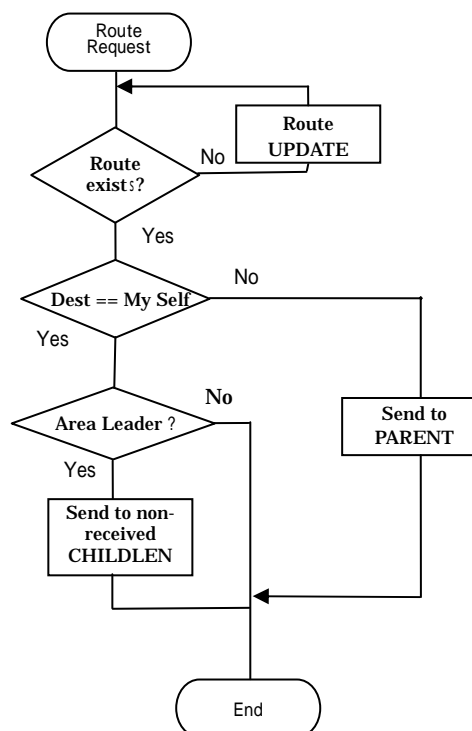 Route
Request
Route
UPDATE
Route
exists?
No
Yes
Dest == My Self
No
Yes
Area Leader ?
No
Send to
PARENT
Yes
Send to non-
received
CHILDLEN
End